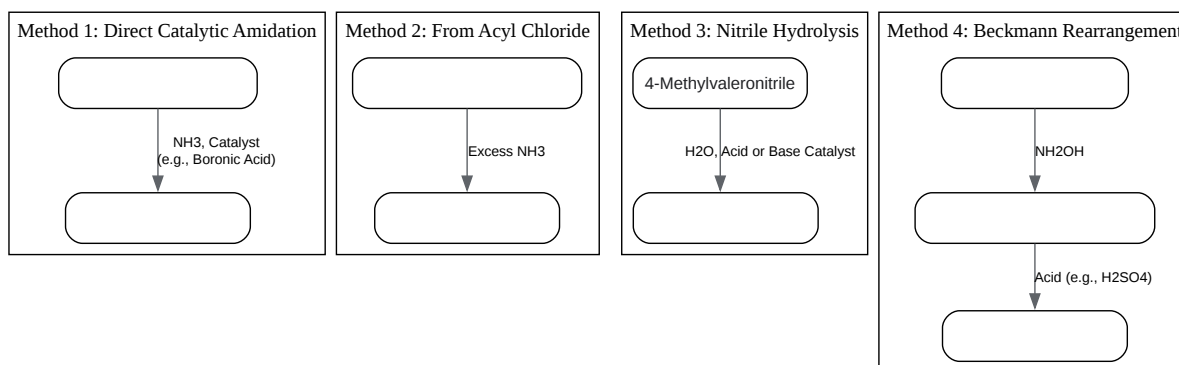 Method 1: Direct Catalytic Amidation
NH3, Catalyst
(e.g., Boronic Acid)
Method 2: From Acyl Chloride
Excess NH3
Method 3: Nitrile Hydrolysis
4-Methylvaleronitrile
H2O, Acid or Base Catalyst
Method 4: Beckmann Rearrangement
NH2OH
Acid (e.g., H2SO4)